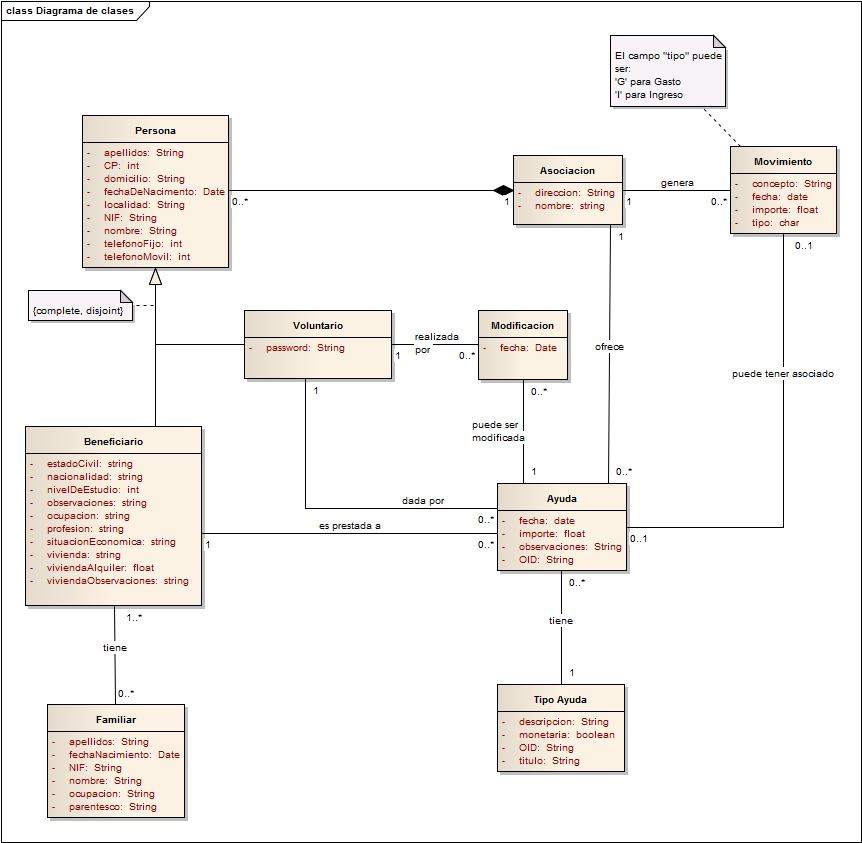 class Diagrama de clases
El campo "tipo" puede
ser:
'G' para Gasto
'I' para Ingreso
Persona
- apellidos: String
- CP: int
- domicilio: String
- fechaDeNacimento: Date
- localidad: String
- NIF: String
- nombre: String
- telefonoFijo: int
- telefonoMovil: int
0..*
1
Asociacion
- direccion: String
- nombre: string
1
genera
0..*
Movimiento
- concepto: String
- fecha: date
- importe: float
- tipo: char
0..1
1
{complete, disjoint}
Voluntario
- password: String
1
realizada
por
0..*
Modificacion
- fecha: Date
0..*
1
ofrece
puede tener asociado
puede ser
modificada
1
0..*
Beneficiario
- estadoCivil: string
- nacionalidad: string
- nivelDeEstudio: int
- observaciones: string
- ocupacion: string
- profesion: string
- situacionEconomica: string
- vivienda: string
- viviendaAlquiler: float
- viviendaObservaciones: string
dada por
0..*
es prestada a
1
0..*
Ayuda
- fecha: date
- importe: float
- observaciones: String
- OID: String
0..1
0..*
tiene
1
1..*
tiene
0..*
Tipo Ayuda
- descripcion: String
- monetaria: boolean
- OID: String
- titulo: String
Familiar
- apellidos: String
- fechaNacimiento: Date
- NIF: String
- nombre: String
- ocupacion: String
- parentesco: String